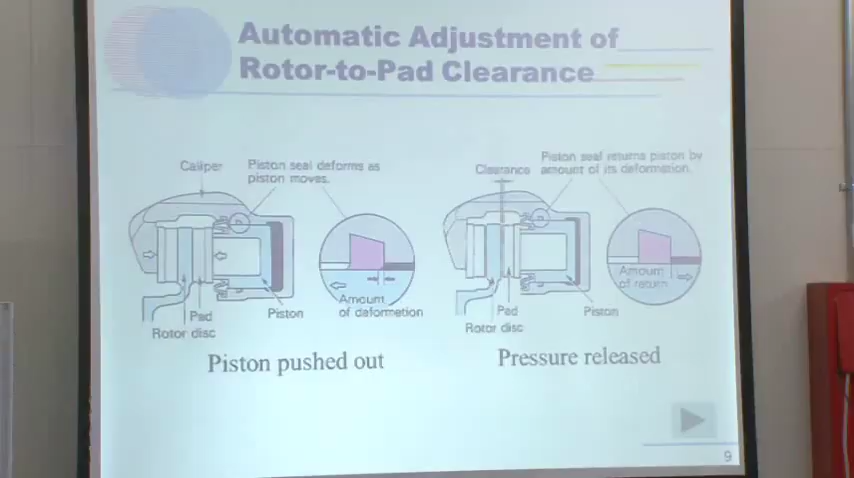 Automatic Adjustment of
Rotor-to-Pad Clearance
Caliper
Piston seal deforms as
piston moves.
Amount
of deformation
Pad
Piston
Rotor disc
Piston pushed out
Piston seal returns piston by
amount of its deformation.
Clearance
Amount
of return
Pad
Piston
Rotor disc
Pressure released
9